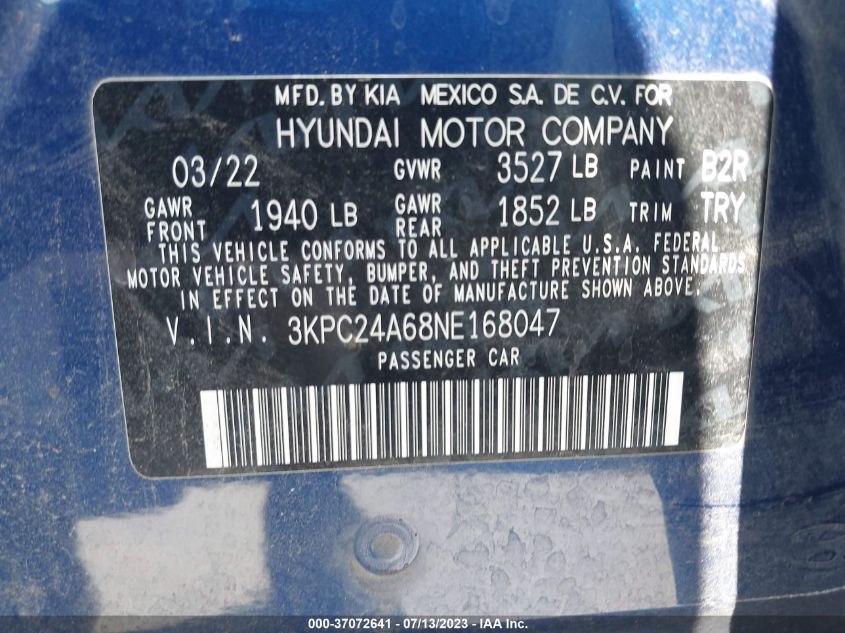 MFD. BY KIA MEXICO S.A. DE C.V. FOR
HYUNDAI MOTOR COMPANY
03/22 GVWR 3527 LB PAINT B2R
GAWR FRONT 1940 LB GAWR REAR 1852 LB TRIM TRY
THIS VEHICLE CONFORMS TO ALL APPLICABLE U.S.A. FEDERAL
MOTOR VEHICLE SAFETY, BUMPER, AND THEFT PREVENTION STANDARDS
IN EFFECT ON THE DATE OF MANUFACTURE SHOWN ABOVE.
V.I.N. 3KPC24A68NE168047
PASSENGER CAR
000-37072641 - 07/13/2023 - IAA Inc.